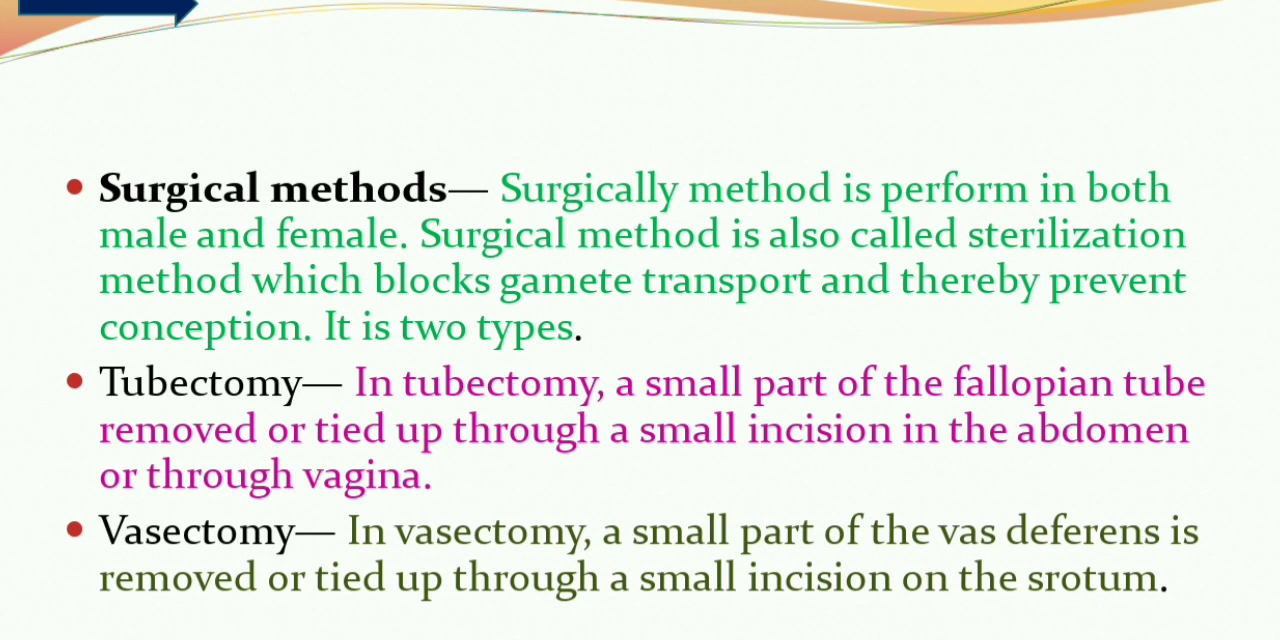 • Surgical methods— Surgically method is perform in both
male and female. Surgical method is also called sterilization
method which blocks gamete transport and thereby prevent
conception. It is two types.
• Tubectomy— In tubectomy, a small part of the fallopian tube
removed or tied up through a small incision in the abdomen
or through vagina.
• Vasectomy— In vasectomy, a small part of the vas deferens is
removed or tied up through a small incision on the srotum.